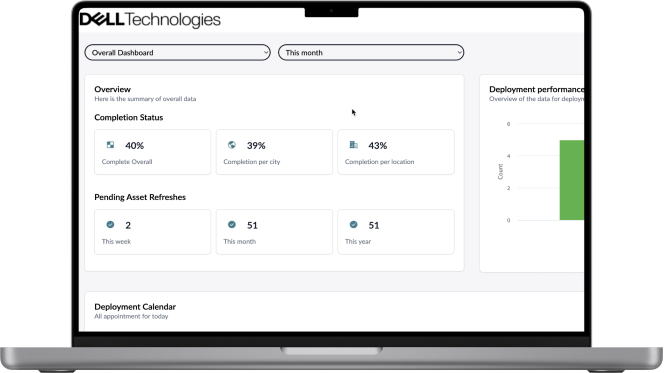 DELLTechnologies
Overall Dashboard
This month
Overview
Here is the summary of overall data
Completion Status
40%
Complete Overall
39%
Completion per city
43%
Completion per location
Pending Asset Refreshes
2
This week
51
This month
51
This year
Deployment performance
Overview of the data for deploym
6
4
2
0
Count
Deployment Calendar
All appointment for today